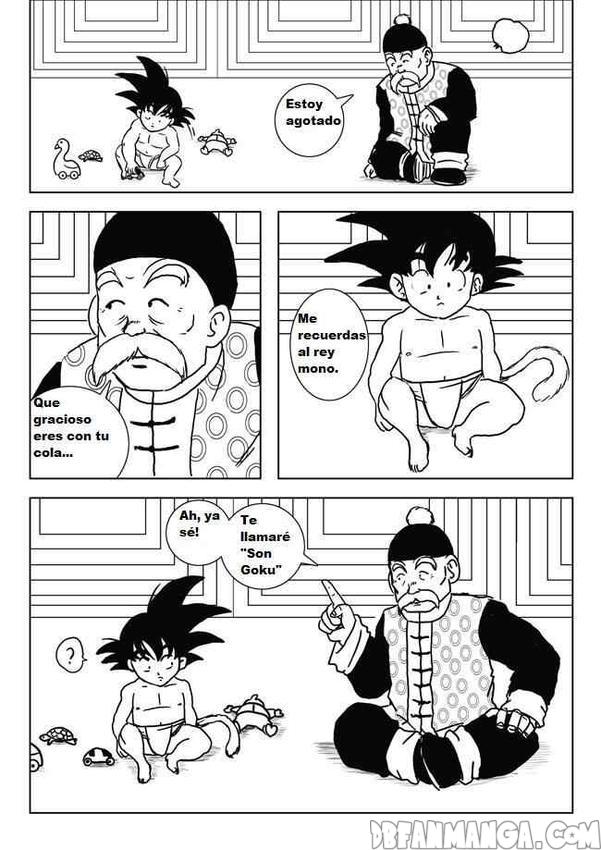 Estoy
agotado
Que
gracioso
eres con tu
cola...
Me
recuerdas
al rey
mono.
Ah, ya
sé!
Te
llamaré
"Son
Goku"
?
DBFANMANGA.COM